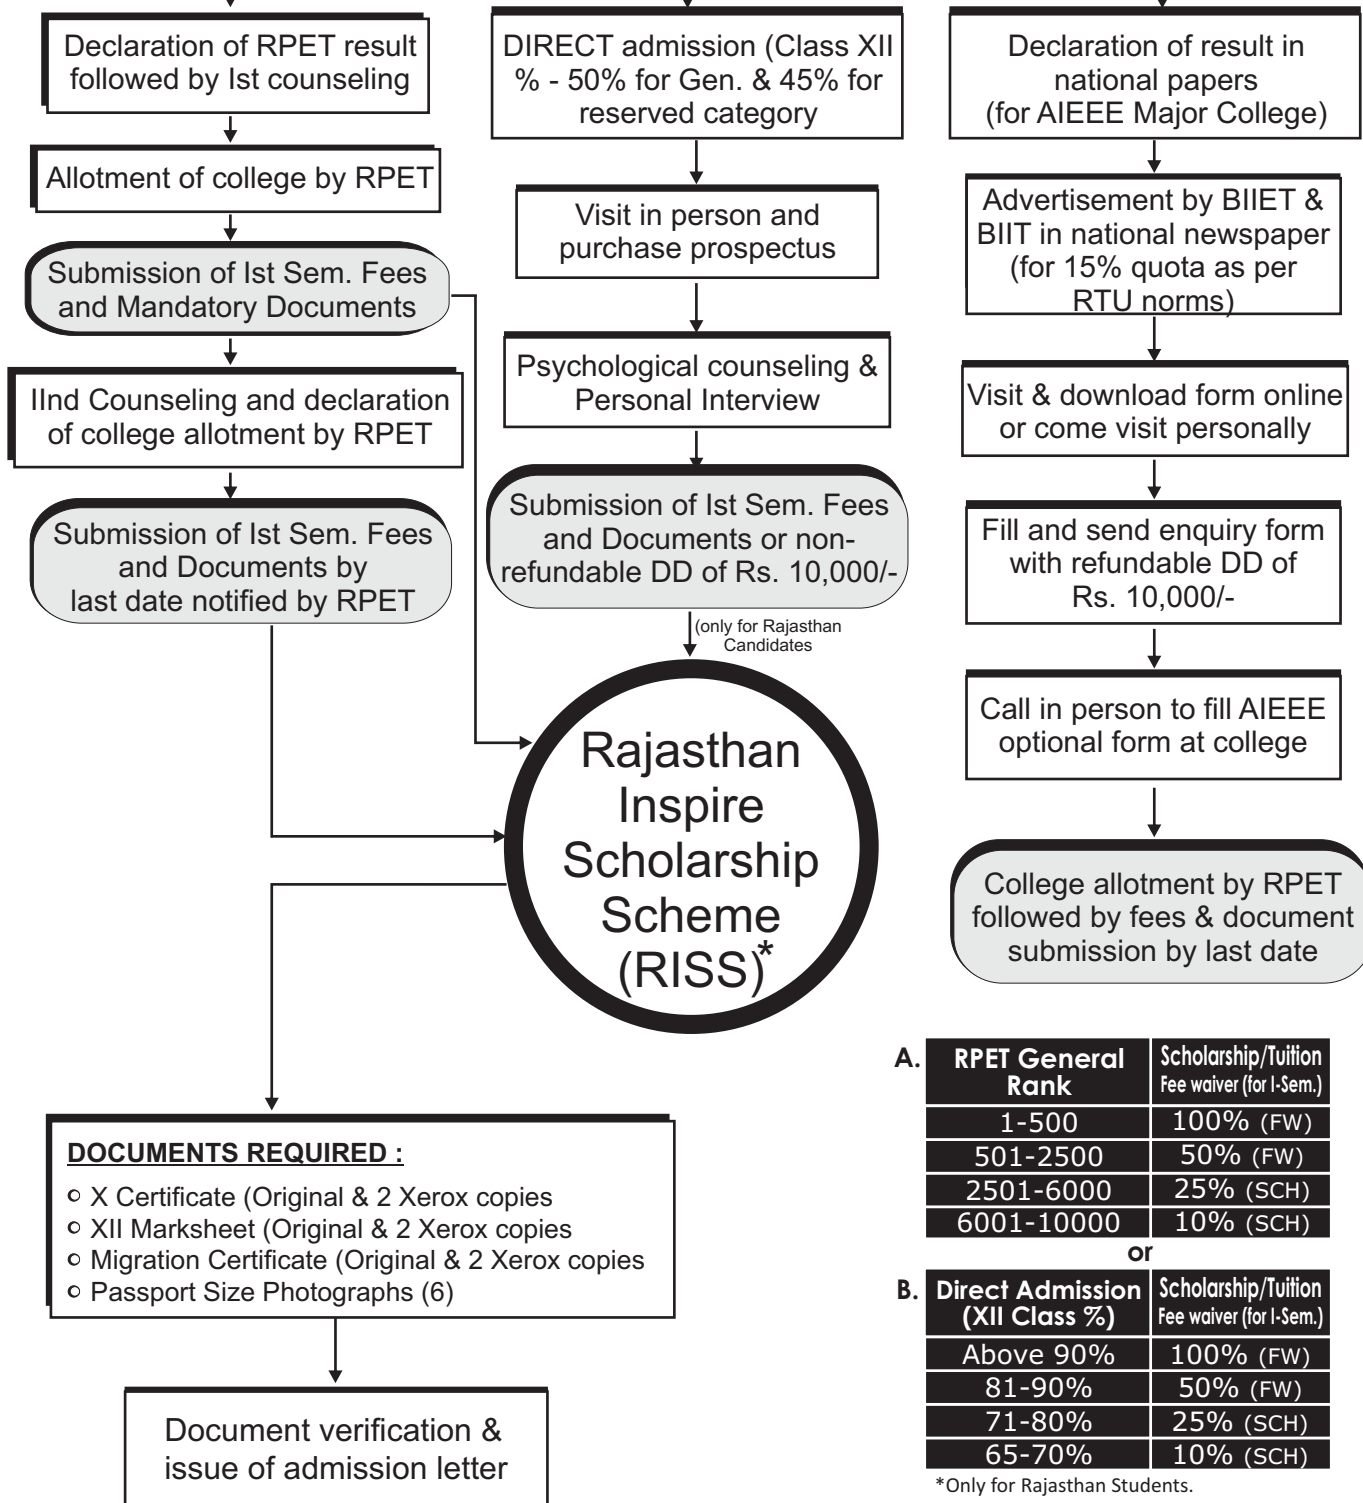 Declaration of RPET result
followed by Ist counseling
Allotment of college by RPET
Submission of Ist Sem. Fees
and Mandatory Documents
IInd Counseling and declaration
of college allotment by RPET
Submission of Ist Sem. Fees
and Documents by
last date notified by RPET
DIRECT admission (Class XII
% - 50% for Gen. & 45% for
reserved category
Visit in person and
purchase prospectus
Psychological counseling &
Personal Interview
Submission of Ist Sem. Fees
and Documents or non-
refundable DD of Rs. 10,000/-
(only for Rajasthan
Candidates
Declaration of result in
national papers
(for AIEEE Major College)
Advertisement by BIIET &
BIIT in national newspaper
(for 15% quota as per
RTU norms)
Visit & download form online
or come visit personally
Fill and send enquiry form
with refundable DD of
Rs. 10,000/-
Call in person to fill AIEEE
optional form at college
College allotment by RPET
followed by fees & document
submission by last date
Rajasthan
Inspire
Scholarship
Scheme
(RISS)*
DOCUMENTS REQUIRED :
X Certificate (Original & 2 Xerox copies
XII Marksheet (Original & 2 Xerox copies
Migration Certificate (Original & 2 Xerox copies
Passport Size Photographs (6)
Document verification &
issue of admission letter
A. RPET General Rank Scholarship/Tuition Fee waiver (for I-Sem.)
1-500 100% (FW)
501-2500 50% (FW)
2501-6000 25% (SCH)
6001-10000 10% (SCH)
or
B. Direct Admission (XII Class %) Scholarship/Tuition Fee waiver (for I-Sem.)
Above 90% 100% (FW)
81-90% 50% (FW)
71-80% 25% (SCH)
65-70% 10% (SCH)
*Only for Rajasthan Students.